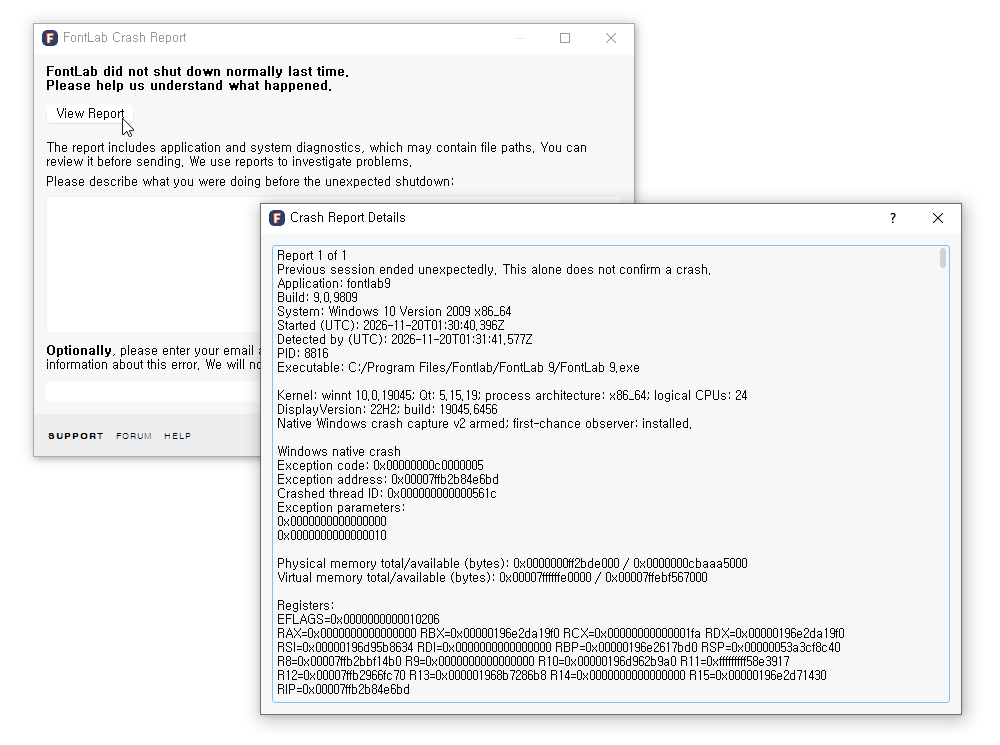 FontLab Crash Report
FontLab did not shut down normally last time.
Please help us understand what happened.
View Report
The report includes application and system diagnostics, which may contain file paths. You can
review it before sending. We use reports to investigate problems.
Please describe what you were doing before the unexpected shutdown:
Optionally, please enter your email
information about this error. We will
SUPPORT FORUM HELP
Crash Report Details
?
Report 1 of 1
Previous session ended unexpectedly. This alone does not confirm a crash.
Application: fontlab9
Build: 9.0.9809
System: Windows 10 Version 2009 x86_64
Started (UTC): 2026-11-20T01:30:40.396Z
Detected by (UTC): 2026-11-20T01:31:41.577Z
PID: 8816
Executable: C:/Program Files/Fontlab/FontLab 9/FontLab 9.exe
Kernel: winnt 10.0.19045; Qt: 5.15.19; process architecture: x86_64; logical CPUs: 24
DisplayVersion: 22H2; build: 19045.6456
Native Windows crash capture v2 armed; first-chance observer: installed.
Windows native crash
Exception code: 0x00000000c0000005
Exception address: 0x00007ffb2b84e6bd
Crashed thread ID: 0x000000000000561c
Exception parameters:
0x0000000000000000
0x0000000000000010
Physical memory total/available (bytes): 0x0000000ff2bde000 / 0x0000000cbaaa5000
Virtual memory total/available (bytes): 0x00007ffffffe0000 / 0x00007ffebf567000
Registers:
EFLAGS=0x0000000000010206
RAX=0x0000000000000000 RBX=0x00000196e2da19f0 RCX=0x00000000000001fa RDX=0x00000196e2da19f0
RSI=0x00000196d95b8634 RDI=0x0000000000000000 RBP=0x00000196e2617bd0 RSP=0x00000053a3cf8c40
R8=0x00007ffb2bbf14b0 R9=0x0000000000000000 R10=0x00000196d962b9a0 R11=0xffffffff58e3917
R12=0x00007ffb2966fc70 R13=0x000001968b7286b8 R14=0x0000000000000000 R15=0x00000196e2d71430
RIP=0x00007ffb2b84e6bd